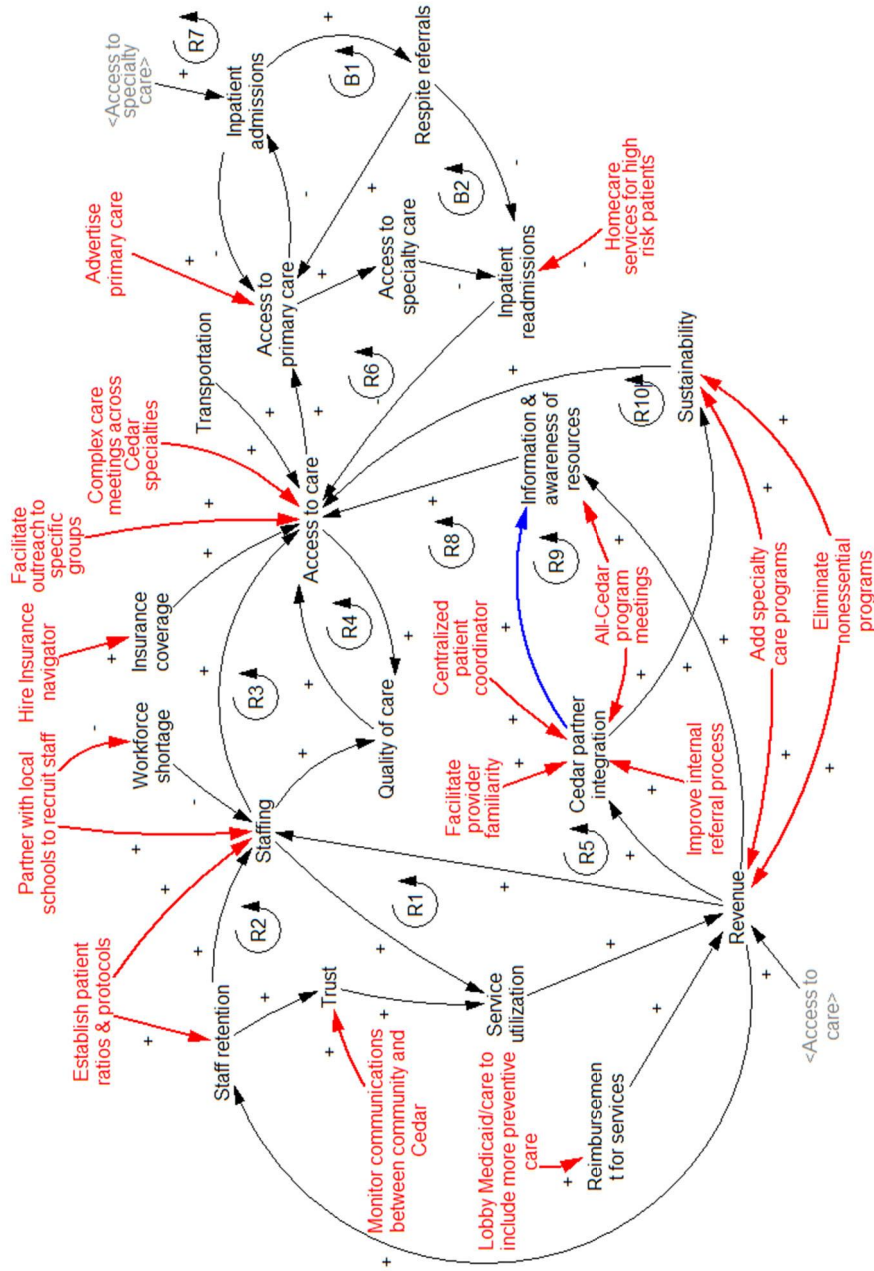 Establish patient
ratios & protocols
Partner with local
schools to recruit staff
Hire Insurance
navigator
Facilitate
outreach to
specific
groups
Complex care
meetings across
Cedar
specialties
Advertise
primary care
<Access to
specialty
care>
R7
Workforce
shortage
Insurance
coverage
Transportation
Staff retention
R2
Staffing
R3
Access to care
Access to
primary care
Inpatient
admissions
B1
Trust
R4
R6
Access to
specialty care
Respite referrals
B2
Monitor communications
between community and
Cedar
R1
Quality of care
R8
Inpatient
readmissions
Service
utilization
Facilitate
provider
familiarity
Centralized
patient
coordinator
R9
Information &
awareness of
resources
Homecare
services for high
risk patients
Lobby Medicaid/care to
include more preventive
care
Reimbursemen
t for services
R5
Cedar partner
integration
All-Cedar
program
meetings
R10
Sustainability
Improve internal
referral process
Revenue
Add specialty
care programs
<Access to
care>
Eliminate
nonessential
programs